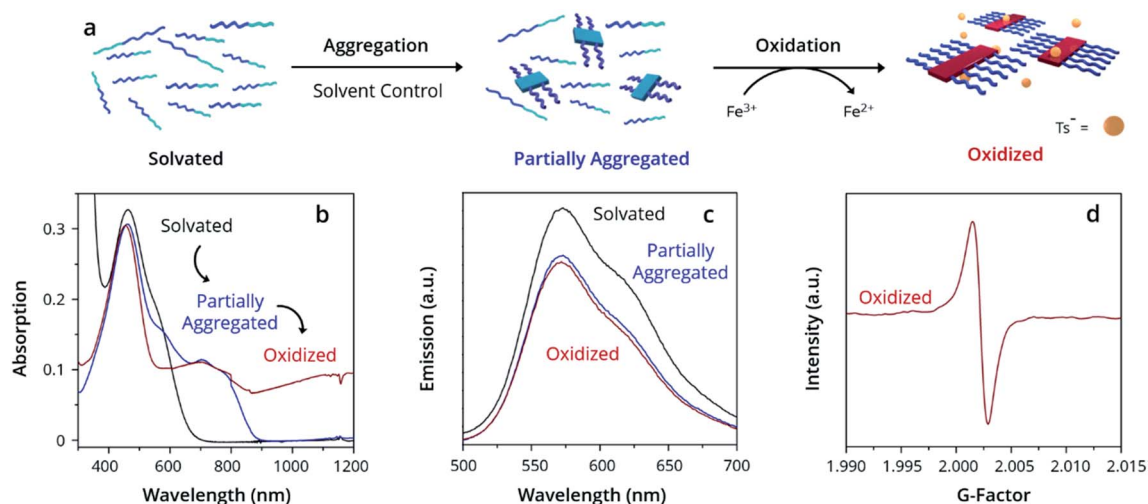 a
Aggregation
Solvent Control
Oxidation
Fe3+
Fe2+
Ts- =
Solvated
Partially Aggregated
Oxidized
b
Absorption
0.3
0.2
0.1
0
Solvated
Partially
Aggregated
Oxidized
400
600
800
1000
1200
Wavelength (nm)
c
Emission (a.u.)
Solvated
Partially
Aggregated
Oxidized
500
550
600
650
700
Wavelength (nm)
d
Intensity (a.u.)
Oxidized
1.990
1.995
2.000
2.005
2.010
2.015
G-Factor